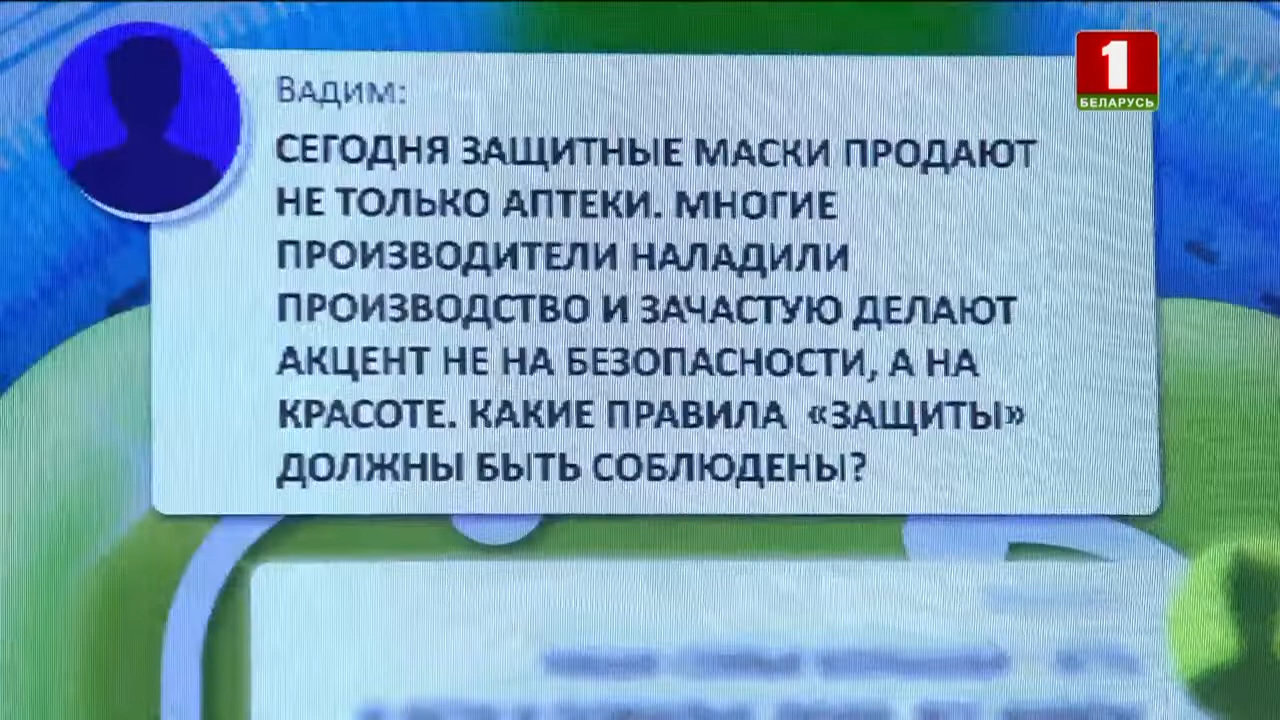 1
БЕЛАРУСЬ
Вадим:
СЕГОДНЯ ЗАЩИТНЫЕ МАСКИ ПРОДАЮТ
НЕ ТОЛЬКО АПТЕКИ. МНОГИЕ
ПРОИЗВОДИТЕЛИ НАЛАДИЛИ
ПРОИЗВОДСТВО И ЗАЧАСТУЮ ДЕЛАЮТ
АКЦЕНТ НЕ НА БЕЗОПАСНОСТИ, А НА
КРАСОТЕ. КАКИЕ ПРАВИЛА «ЗАЩИТЫ»
ДОЛЖНЫ БЫТЬ СОБЛЮДЕНЫ?